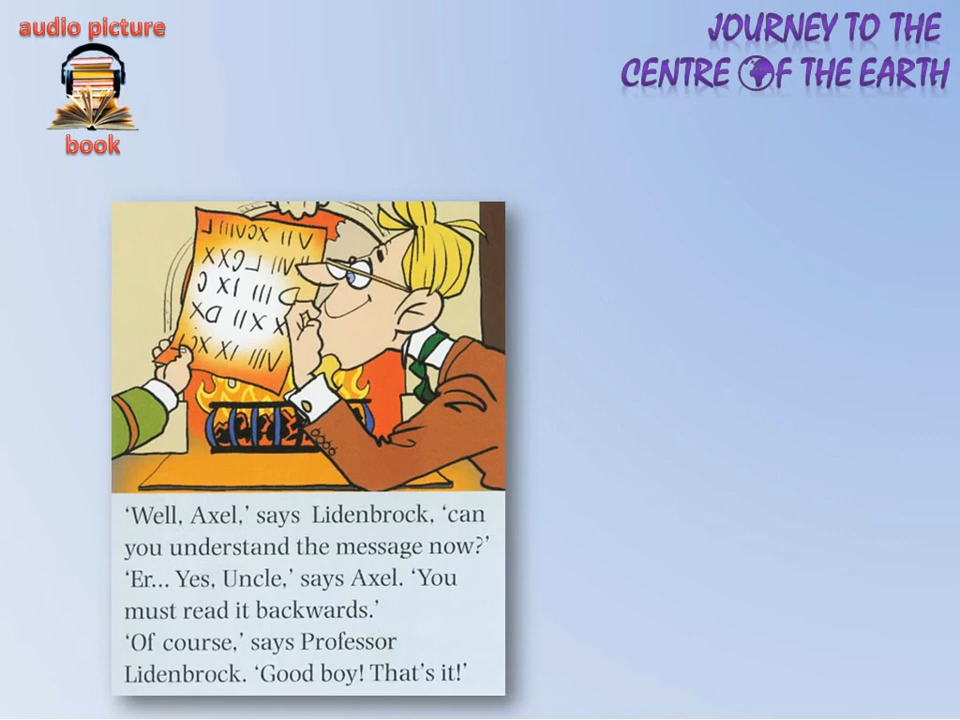 audio picture
book
JOURNEY TO THE
CENTRE OF THE EARTH
‘Well, Axel,’ says Lidenbrock, ‘can
you understand the message now?’
‘Er... Yes, Uncle,’ says Axel. ‘You
must read it backwards.’
‘Of course,’ says Professor
Lidenbrock. ‘Good boy! That’s it!’